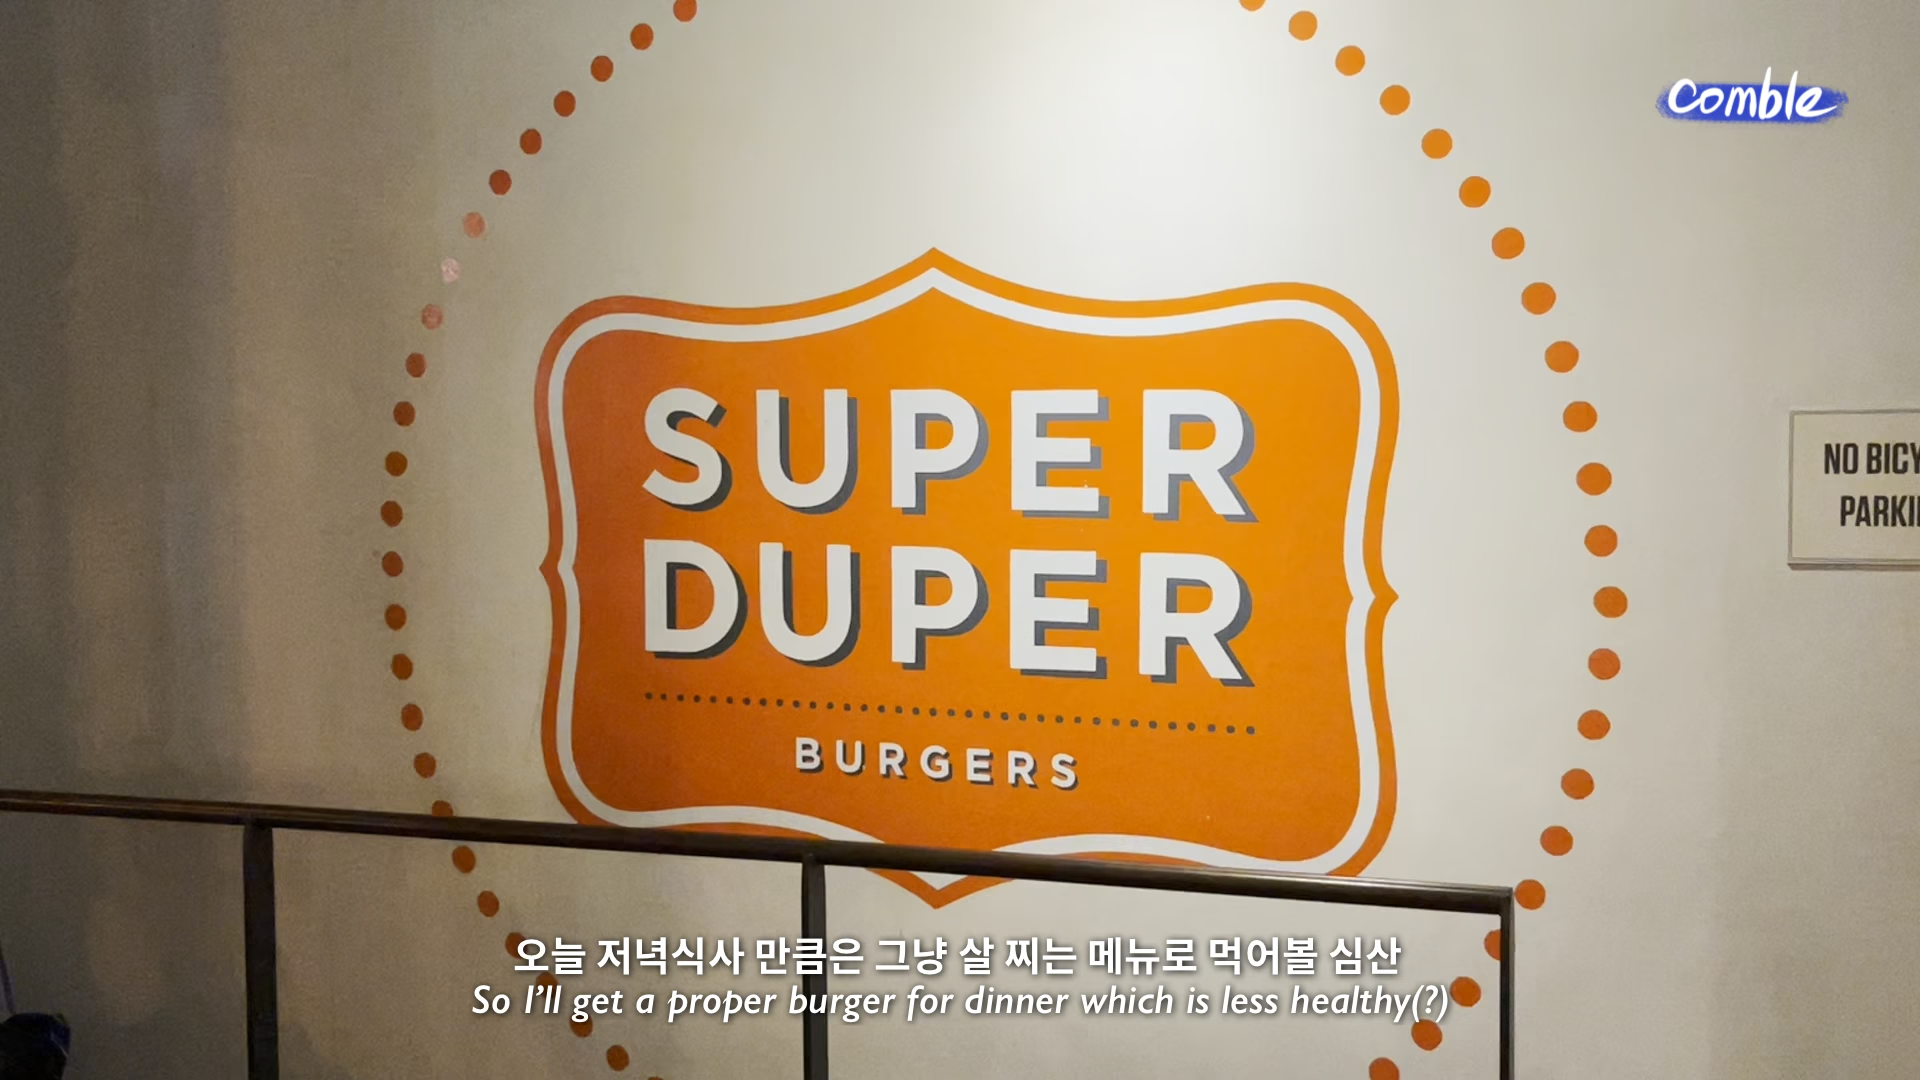 comble
SUPER
DUPER
BURGERS
NO
오늘 저녁식사 만큼은 그냥 살 찌는 메뉴로 먹어볼 심산
So I'll get a proper burger for dinner which is less healthy(?)